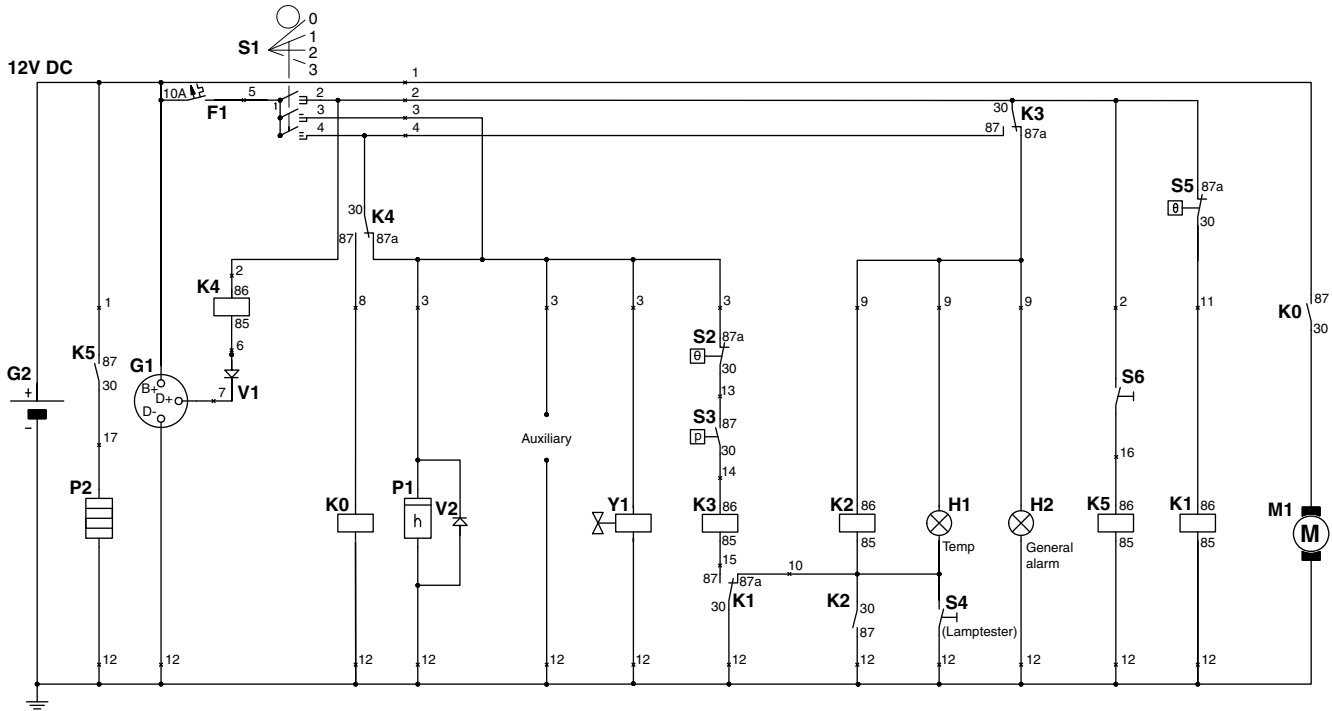 0
1
S1
2
3
12V DC
1
10A
5
2
2
F1
1
3
3
4
4
30
K3
87
87a
S5
87a
θ
30
30
K4
87
87a
2
K4
86
85
1
8
3
3
3
3
9
9
9
2
11
87
K0
30
6
S2
87a
θ
30
K5
87
30
G1
B+
D+
D-
7
V1
G2
+
-
13
S3
87
p
30
S6
17
Auxiliary
14
16
P2
K0
P1
h
V2
Y1
K3
86
85
K2
86
85
H1
Temp
H2
General
alarm
K5
86
85
K1
86
85
M1
M
15
87
87a
10
30
K1
K2
30
87
S4
(Lamptester)
12
12
12
12
12
12
12
12
12
12
12
12